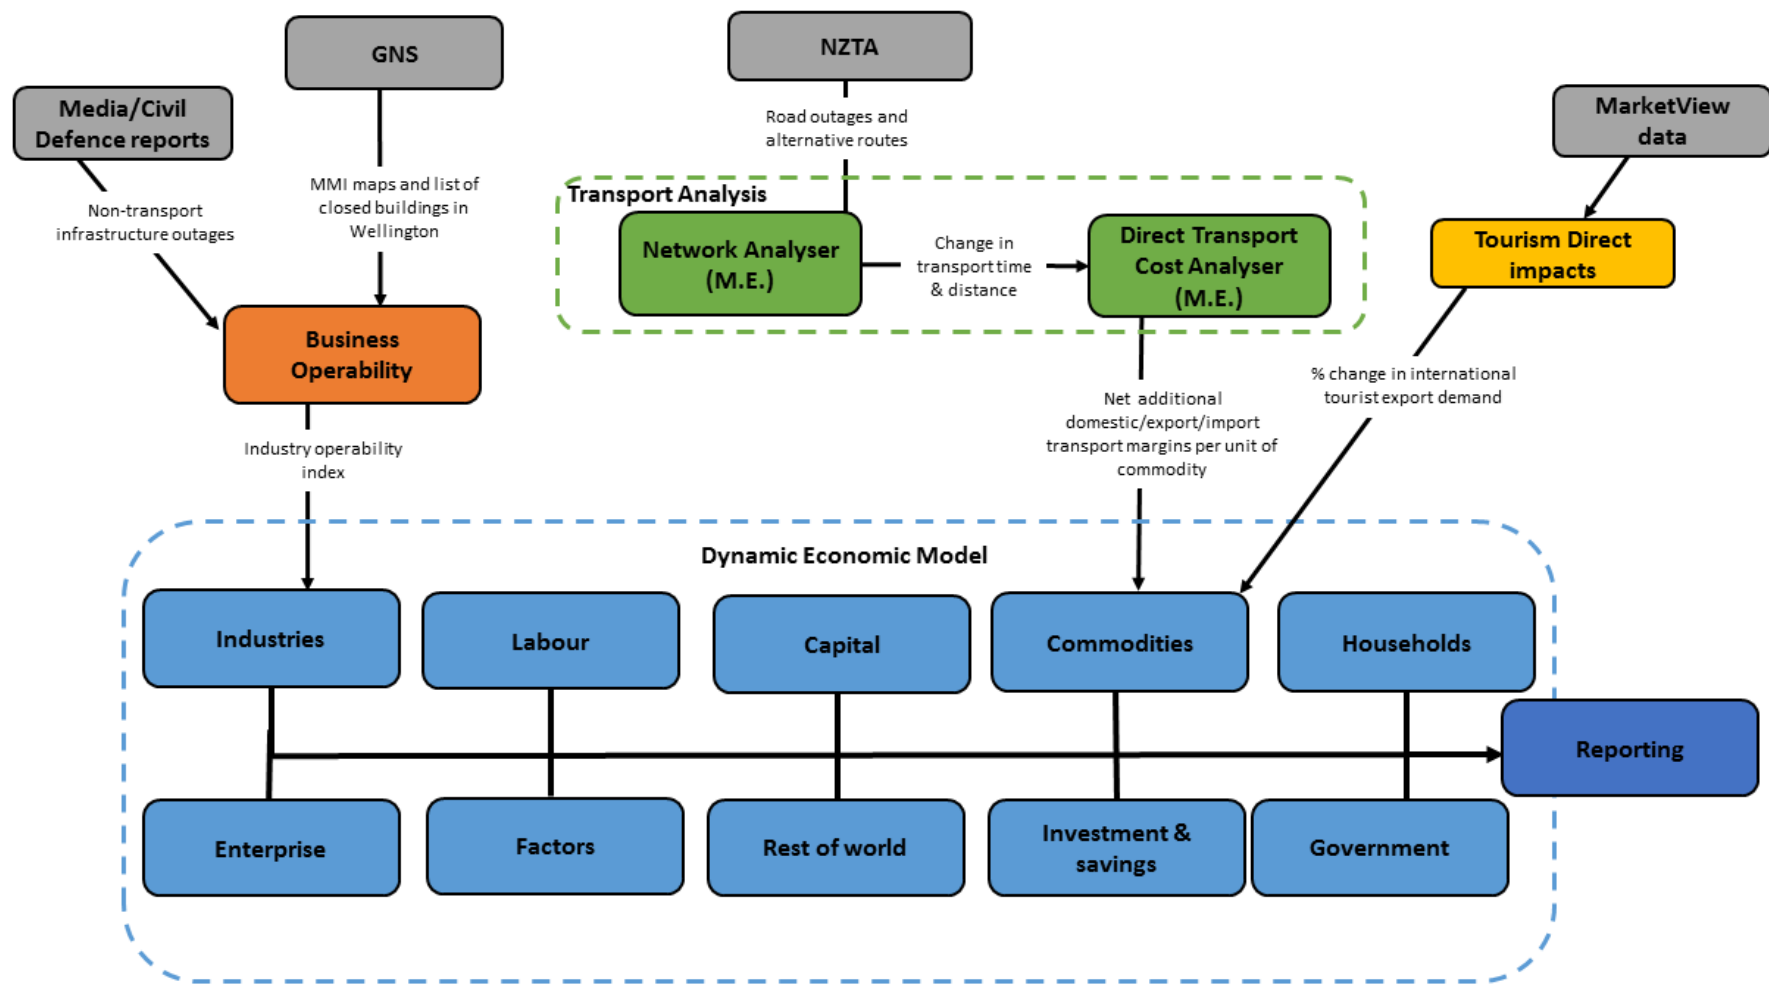 GNS
NZTA
Media/Civil
Defence reports
MarketView
data
Road outages and
alternative routes
MMI maps and list of
closed buildings in
Wellington
Non-transport
infrastructure outages
Transport Analysis
Network Analyser
(M.E.)
Change in
transport time
& distance
Direct Transport
Cost Analyser
(M.E.)
Tourism Direct
impacts
Business
Operability
% change in international
tourist export demand
Net additional
domestic/export/import
transport margins per unit of
commodity
Industry operability
index
Dynamic Economic Model
Industries
Labour
Capital
Commodities
Households
Reporting
Enterprise
Factors
Rest of world
Investment &
savings
Government